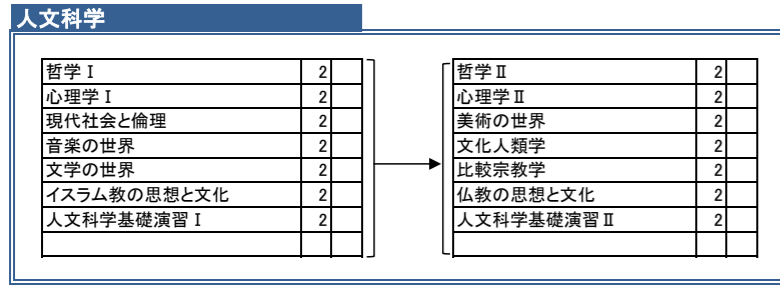 人文科学
哲学Ⅰ 2
心理学Ⅰ 2
現代社会と倫理 2
音楽の世界 2
文学の世界 2
イスラム教の思想と文化 2
人文科学基礎演習Ⅰ 2
哲学Ⅱ 2
心理学Ⅱ 2
美術の世界 2
文化人類学 2
比較宗教学 2
仏教の思想と文化 2
人文科学基礎演習Ⅱ 2